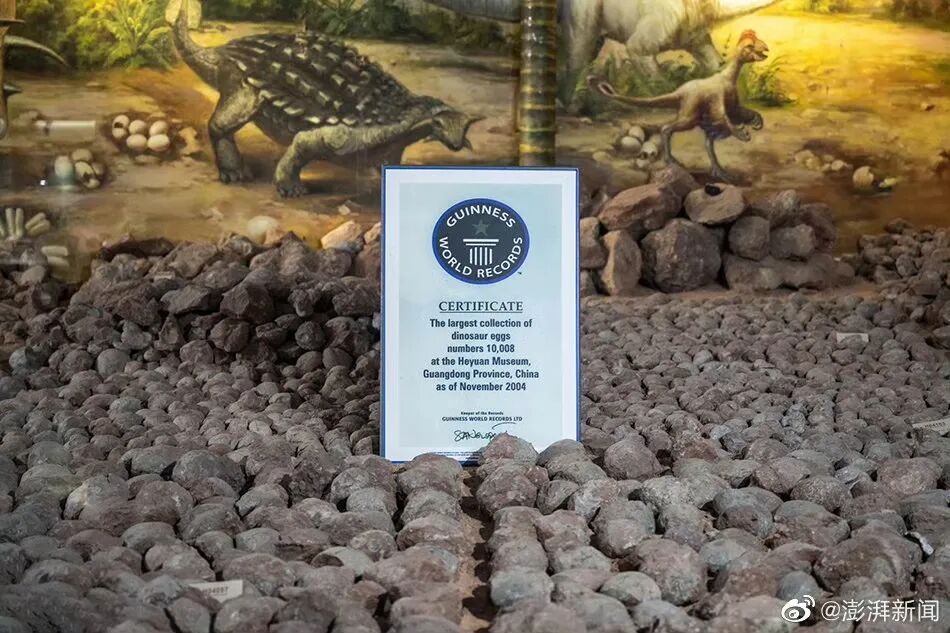 GUINNESS
WORLD RECORDS
™
CERTIFICATE
The largest collection of
dinosaur eggs
numbers 10,008
at the Heyuan Museum,
Guangdong Province, China
as of November 2004
Keeper of the Records
GUINNESS WORLD RECORDS LTD
@澎湃新闻